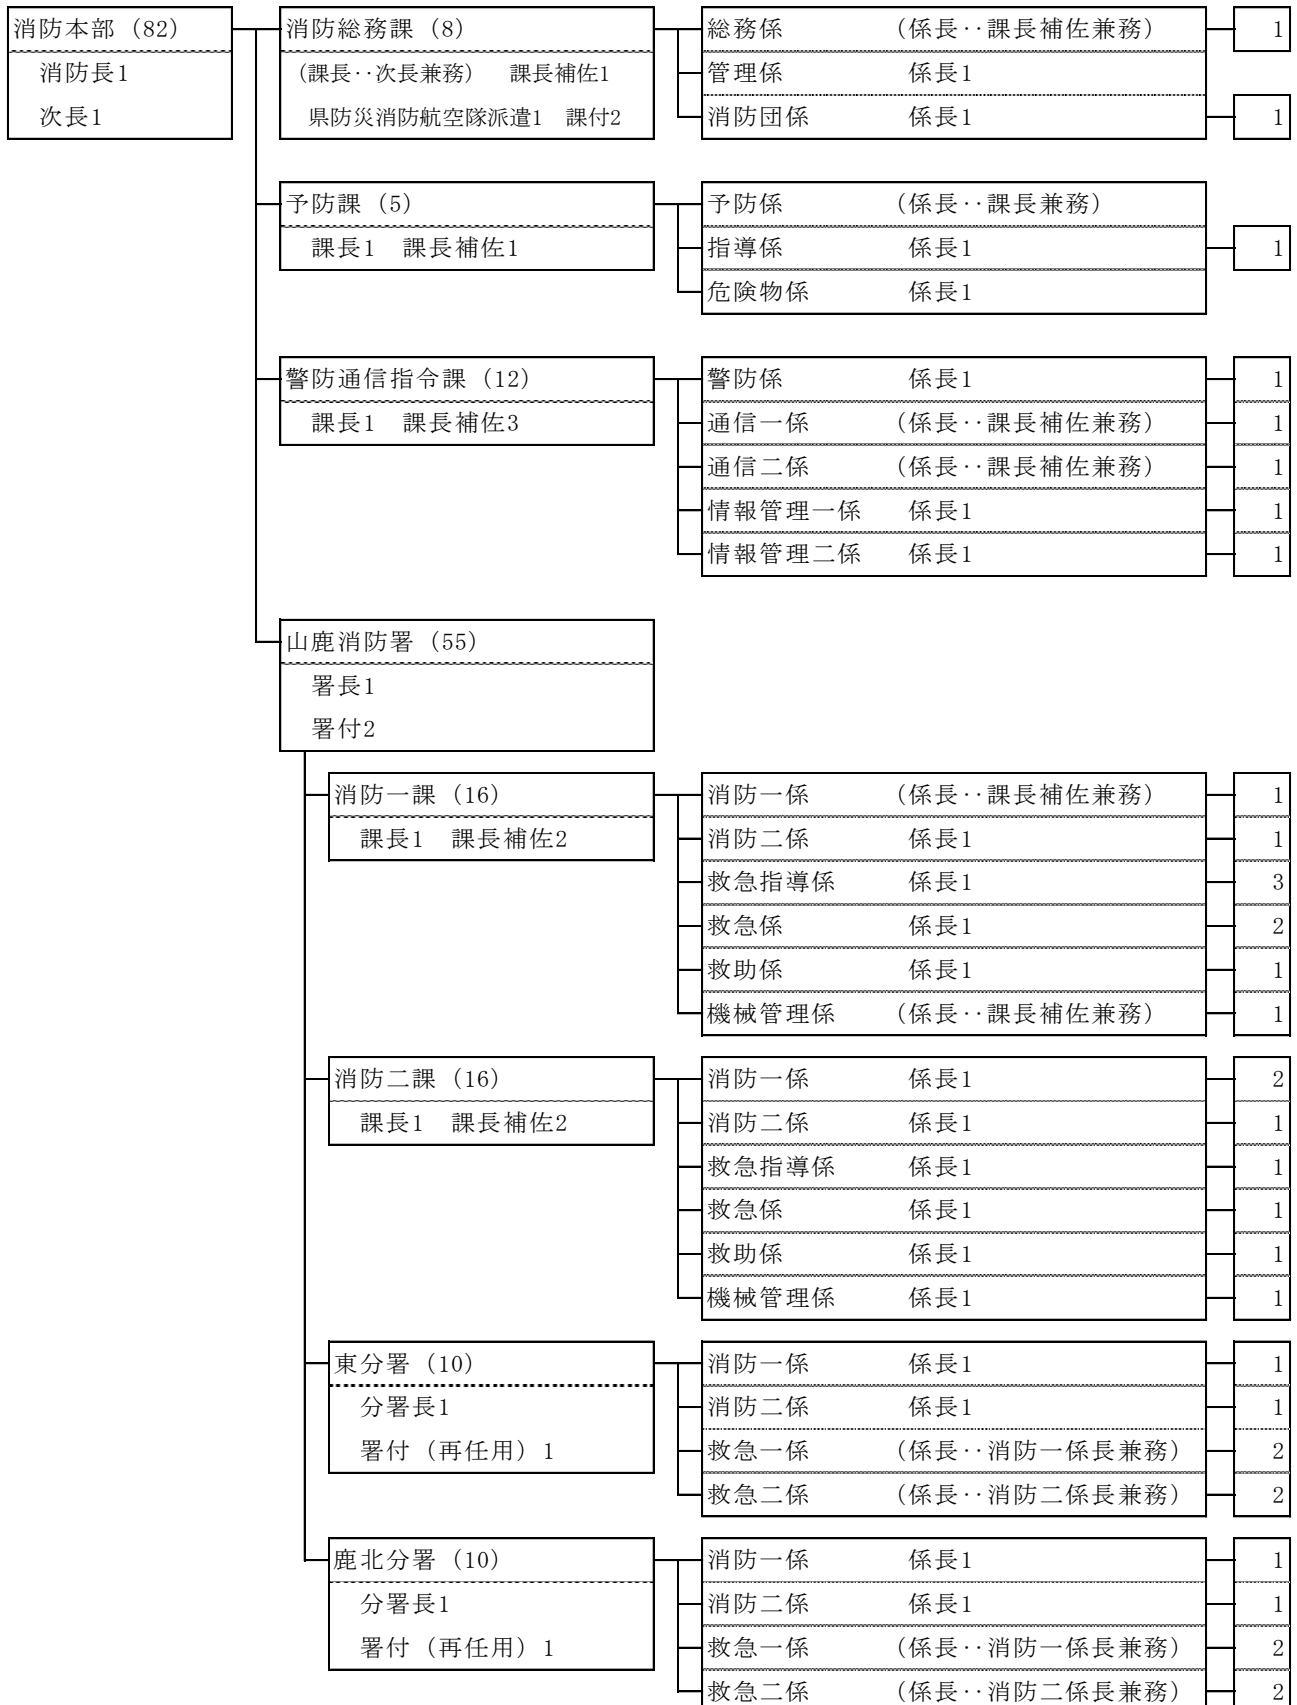 消防本部（82） 消防総務課（8） 総務係 （係長‥課長補佐兼務） 1
消防長1 （課長‥次長兼務） 課長補佐1 管理係 係長1
次長1 県防災消防航空隊派遣1 課付2 消防団係 係長1 1
予防課（5） 予防係 （係長‥課長兼務）
課長1 課長補佐1 指導係 係長1 1
危険物係 係長1
警防通信指令課（12） 警防係 係長1 1
課長1 課長補佐3 通信一係 （係長‥課長補佐兼務） 1
通信二係 （係長‥課長補佐兼務） 1
情報管理一係 係長1 1
情報管理二係 係長1 1
山鹿消防署（55）
署長1
署付2
消防一課（16） 消防一係 （係長‥課長補佐兼務） 1
課長1 課長補佐2 消防二係 係長1 1
救急指導係 係長1 3
救急係 係長1 2
救助係 係長1 1
機械管理係 （係長‥課長補佐兼務） 1
消防二課（16） 消防一係 係長1 2
課長1 課長補佐2 消防二係 係長1 1
救急指導係 係長1 1
救急係 係長1 1
救助係 係長1 1
機械管理係 係長1 1
東分署（10） 消防一係 係長1 1
分署長1 消防二係 係長1 1
署付（再任用）1 救急一係 （係長‥消防一係長兼務） 2
救急二係 （係長‥消防二係長兼務） 2
鹿北分署（10） 消防一係 係長1 1
分署長1 消防二係 係長1 1
署付（再任用）1 救急一係 （係長‥消防一係長兼務） 2
救急二係 （係長‥消防二係長兼務） 2